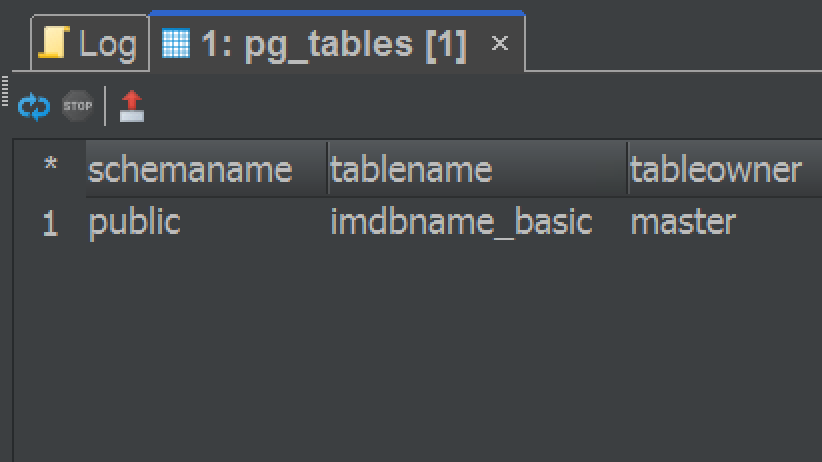 Log 1: pg_tables [1] ×
STOP
* schemaname tablename tableowner
1 public imdbname_basic master